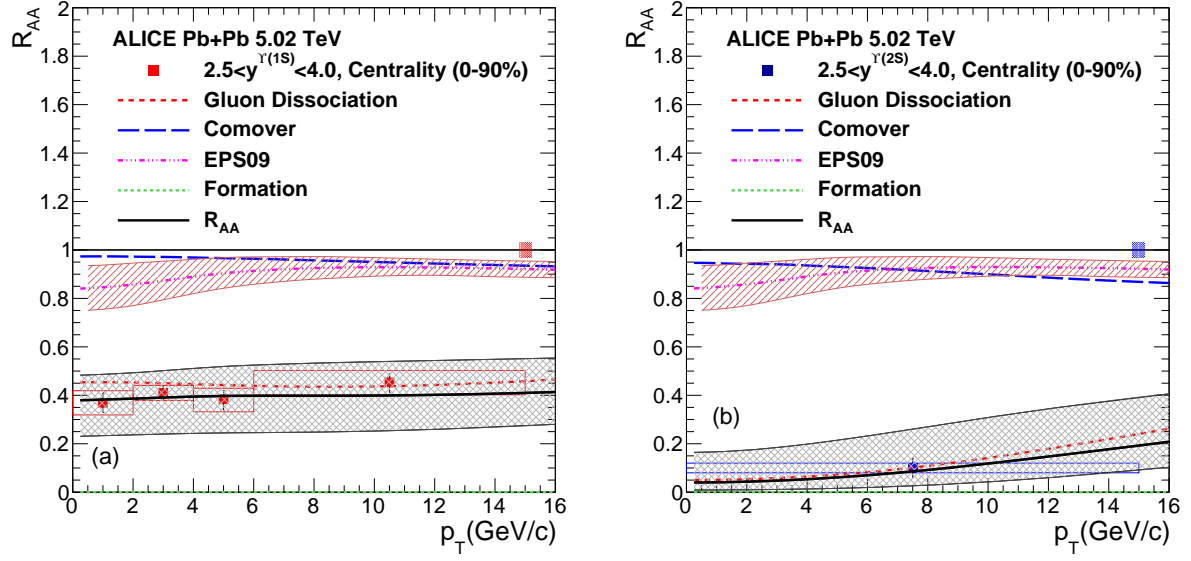 R_AA
2
1.8
1.6
1.4
1.2
1
0.8
0.6
0.4
0.2
0
ALICE Pb+Pb 5.02 TeV
2.5<y^ϒ(1S)<4.0, Centrality (0-90%)
Gluon Dissociation
Comover
EPS09
Formation
R_AA
(a)
0 2 4 6 8 10 12 14 16
p_T(GeV/c)
R_AA
2
1.8
1.6
1.4
1.2
1
0.8
0.6
0.4
0.2
0
ALICE Pb+Pb 5.02 TeV
2.5<y^ϒ(2S)<4.0, Centrality (0-90%)
Gluon Dissociation
Comover
EPS09
Formation
R_AA
(b)
0 2 4 6 8 10 12 14 16
p_T(GeV/c)